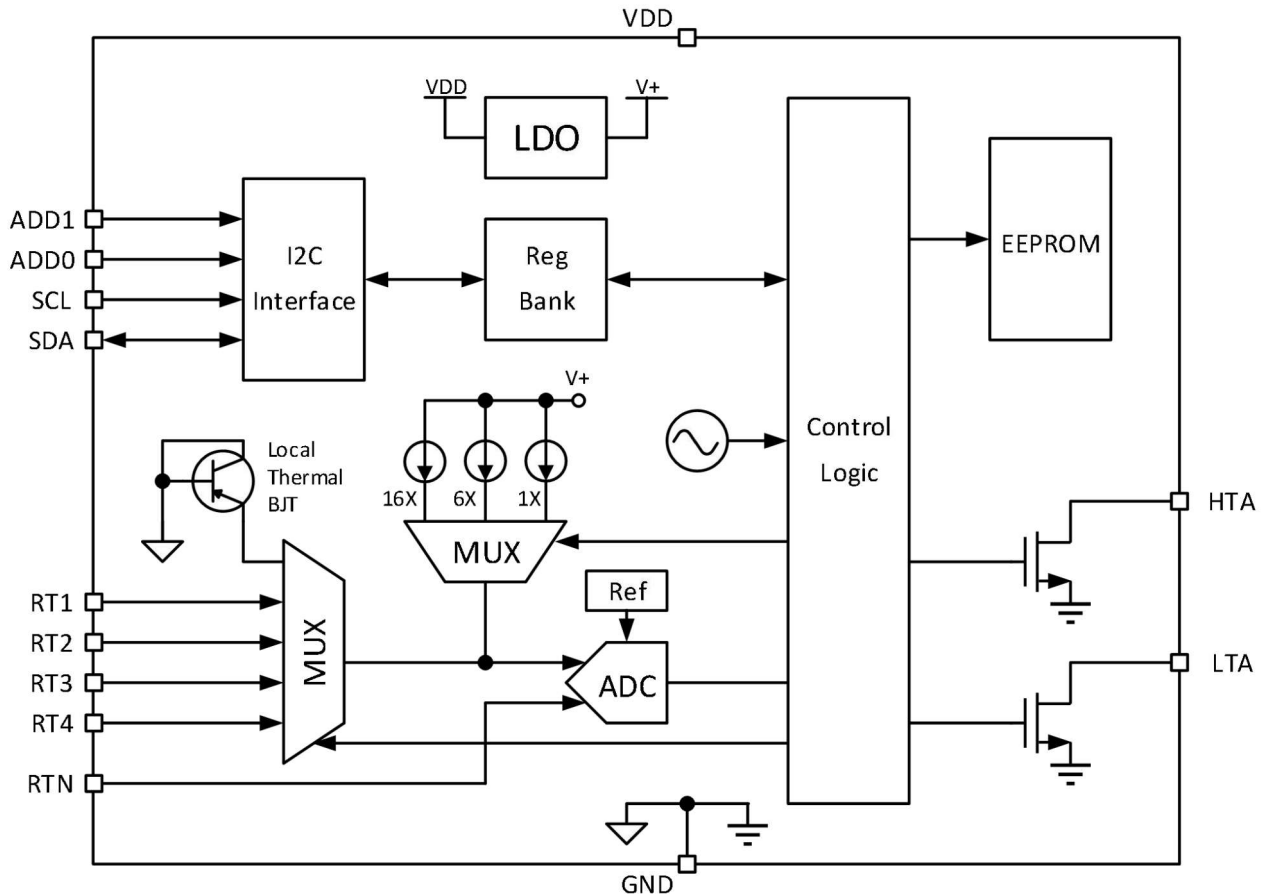 VDD
VDD
V+
LDO
ADD1
ADD0
SCL
SDA
I2C
Interface
Reg
Bank
EEPROM
V+
Control
Logic
Local
Thermal
BJT
16X
6X
1X
MUX
HTA
Ref
RT1
RT2
RT3
RT4
MUX
ADC
LTA
RTN
GND